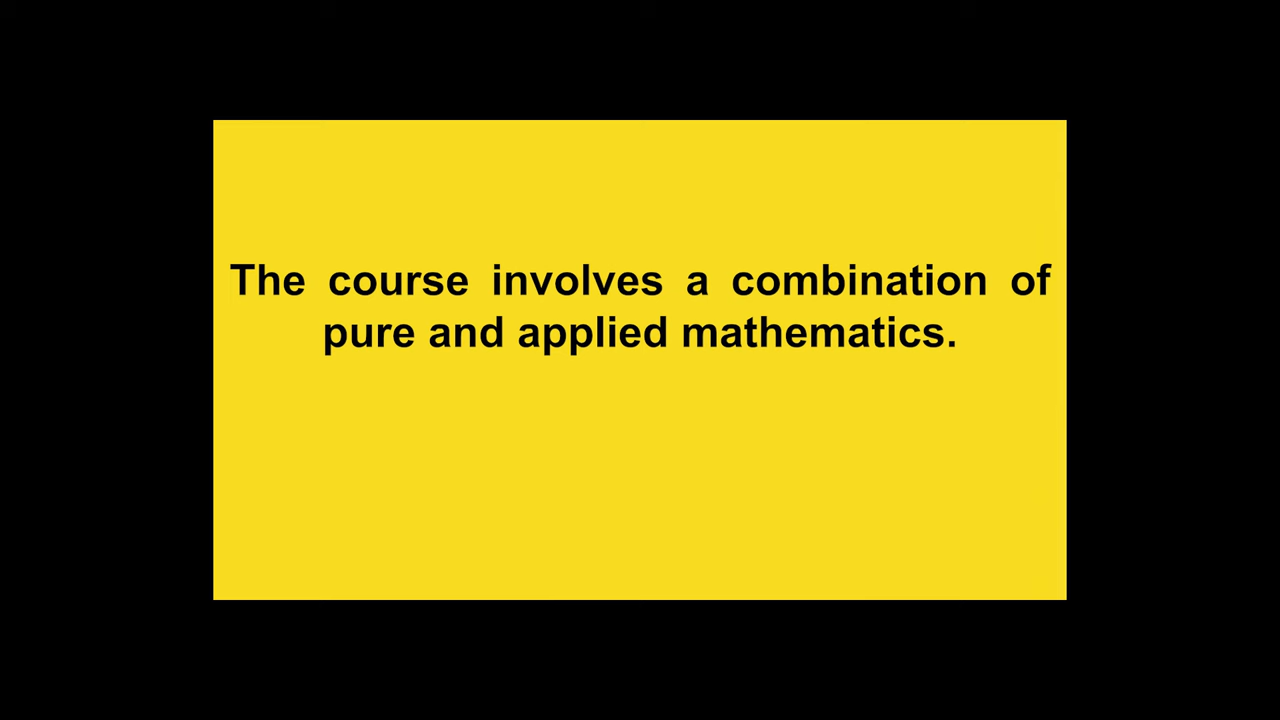 The course involves a combination of
pure and applied mathematics.